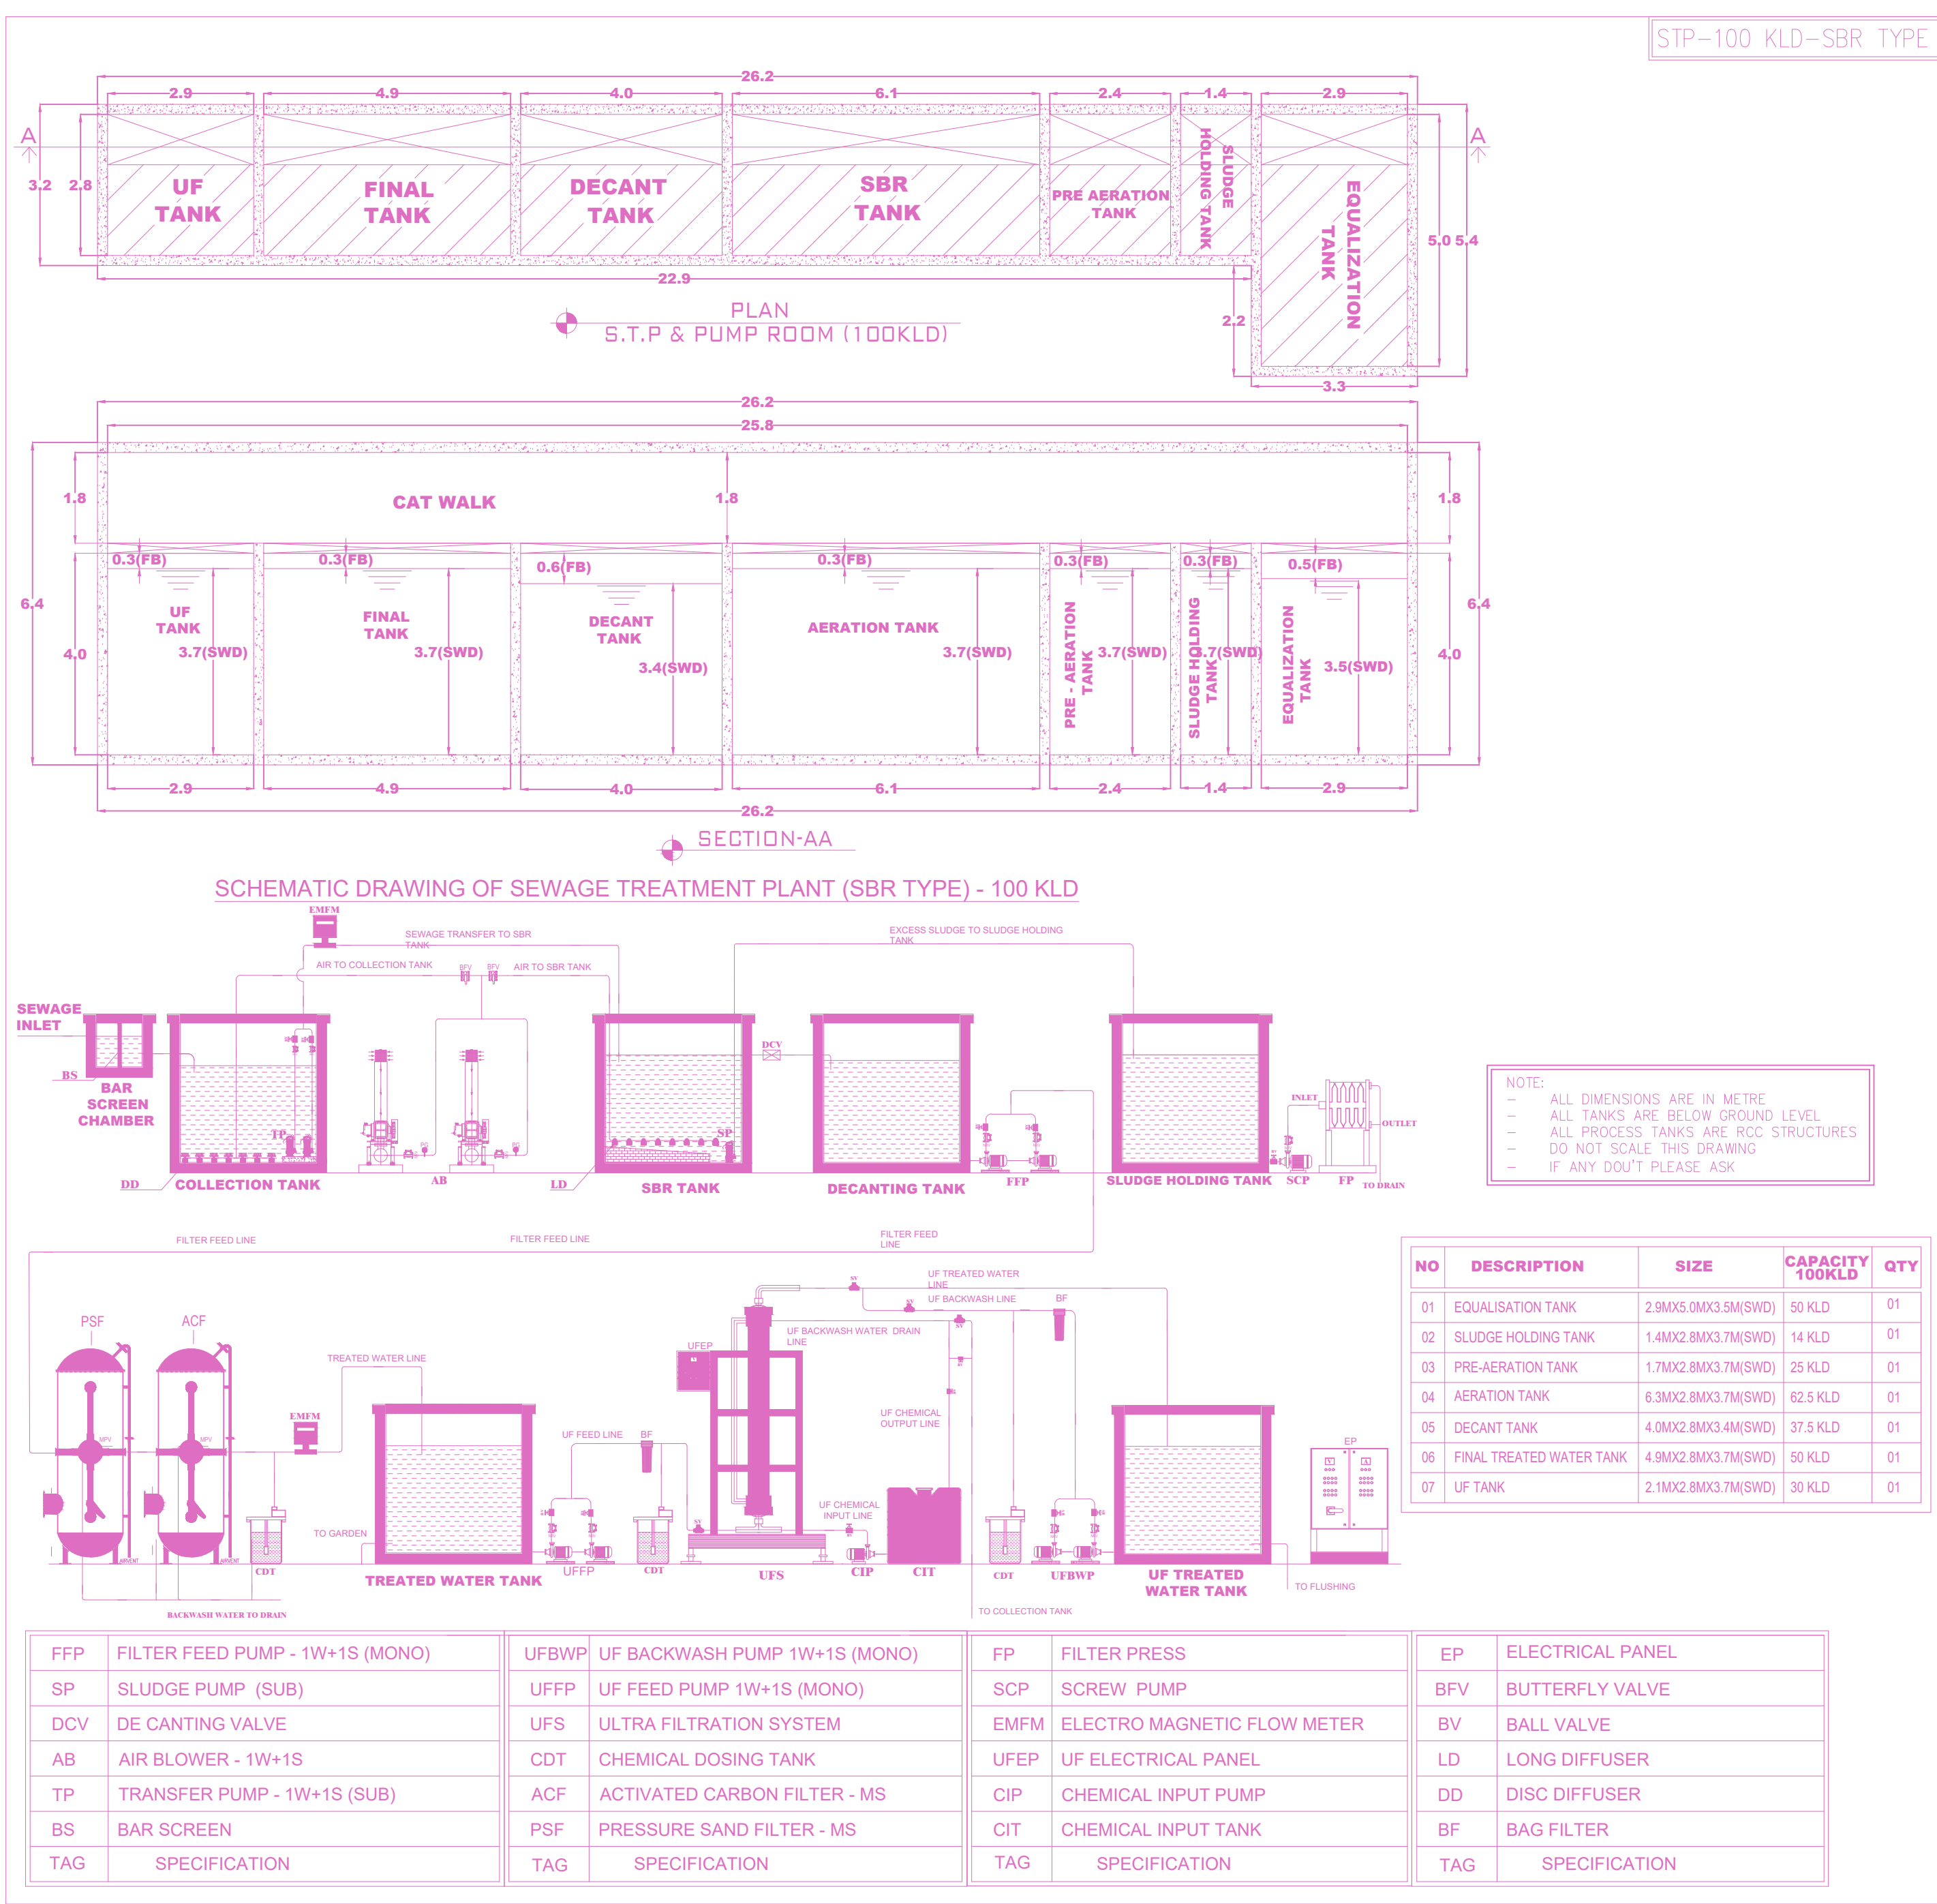 STP-100 KLD-SBR TYPE
26.2
2.9 4.9 4.0 6.1 2.4 1.4 2.9
A A
3.2 2.8
UF
TANK
FINAL
TANK
DECANT
TANK
SBR
TANK
PRE AERATION
TANK
SLUDGE
HOLDING TANK
EQUALIZATION
TANK
5.0 5.4
22.9
2.2
3.3
PLAN
S.T.P & PUMP ROOM (100KLD)
26.2
25.8
1.8 1.8 1.8
CAT WALK
0.3(FB) 0.3(FB) 0.6(FB) 0.3(FB) 0.3(FB) 0.3(FB) 0.5(FB)
6.4 6.4
4.0 4.0
UF
TANK
FINAL
TANK
DECANT
TANK
AERATION TANK
PRE - AERATION
TANK
SLUDGE HOLDING
TANK
EQUALIZATION
TANK
3.7(SWD) 3.7(SWD) 3.4(SWD) 3.7(SWD) 3.7(SWD) 3.7(SWD) 3.5(SWD)
2.9 4.9 4.0 6.1 2.4 1.4 2.9
26.2
SECTION-AA
SCHEMATIC DRAWING OF SEWAGE TREATMENT PLANT (SBR TYPE) - 100 KLD
EMFM
SEWAGE TRANSFER TO SBR
TANK
EXCESS SLUDGE TO SLUDGE HOLDING
TANK
AIR TO COLLECTION TANK
BFV BFV
AIR TO SBR TANK
SEWAGE
INLET
BS
BAR
SCREEN
CHAMBER
TP
DD
COLLECTION TANK
AB
LD
SP
SBR TANK
DCV
DECANTING TANK
FFP
SLUDGE HOLDING TANK
INLET
OUTLET
SCP
FP
TO DRAIN
NOTE:
- ALL DIMENSIONS ARE IN METRE
- ALL TANKS ARE BELOW GROUND LEVEL
- ALL PROCESS TANKS ARE RCC STRUCTURES
- DO NOT SCALE THIS DRAWING
- IF ANY DOU'T PLEASE ASK
FILTER FEED LINE
FILTER FEED LINE
FILTER FEED
LINE
NO DESCRIPTION SIZE CAPACITY 100KLD QTY
01 EQUALISATION TANK 2.9MX5.0MX3.5M(SWD) 50 KLD 01
02 SLUDGE HOLDING TANK 1.4MX2.8MX3.7M(SWD) 14 KLD 01
03 PRE-AERATION TANK 1.7MX2.8MX3.7M(SWD) 25 KLD 01
04 AERATION TANK 6.3MX2.8MX3.7M(SWD) 62.5 KLD 01
05 DECANT TANK 4.0MX2.8MX3.4M(SWD) 37.5 KLD 01
06 FINAL TREATED WATER TANK 4.9MX2.8MX3.7M(SWD) 50 KLD 01
07 UF TANK 2.1MX2.8MX3.7M(SWD) 30 KLD 01
PSF
ACF
MPV MPV
AIRVENT AIRVENT
TREATED WATER LINE
EMFM
CDT
BACKWASH WATER TO DRAIN
TO GARDEN
TREATED WATER TANK
UF FEED LINE
BF
UFFP
CDT
UFEP
SV
UFS
UF TREATED WATER
LINE
SV
UF BACKWASH LINE
SV
SV
BF
UF BACKWASH WATER DRAIN
LINE
UF CHEMICAL
OUTPUT LINE
UF CHEMICAL
INPUT LINE
CIP
CIT
CDT
UFBWP
TO COLLECTION TANK
UF TREATED
WATER TANK
TO FLUSHING
EP
FFP FILTER FEED PUMP - 1W+1S (MONO)
SP SLUDGE PUMP (SUB)
DCV DE CANTING VALVE
AB AIR BLOWER - 1W+1S
TP TRANSFER PUMP - 1W+1S (SUB)
BS BAR SCREEN
TAG SPECIFICATION
UFBWP UF BACKWASH PUMP 1W+1S (MONO)
UFFP UF FEED PUMP 1W+1S (MONO)
UFS ULTRA FILTRATION SYSTEM
CDT CHEMICAL DOSING TANK
ACF ACTIVATED CARBON FILTER - MS
PSF PRESSURE SAND FILTER - MS
TAG SPECIFICATION
FP FILTER PRESS
SCP SCREW PUMP
EMFM ELECTRO MAGNETIC FLOW METER
UFEP UF ELECTRICAL PANEL
CIP CHEMICAL INPUT PUMP
CIT CHEMICAL INPUT TANK
TAG SPECIFICATION
EP ELECTRICAL PANEL
BFV BUTTERFLY VALVE
BV BALL VALVE
LD LONG DIFFUSER
DD DISC DIFFUSER
BF BAG FILTER
TAG SPECIFICATION